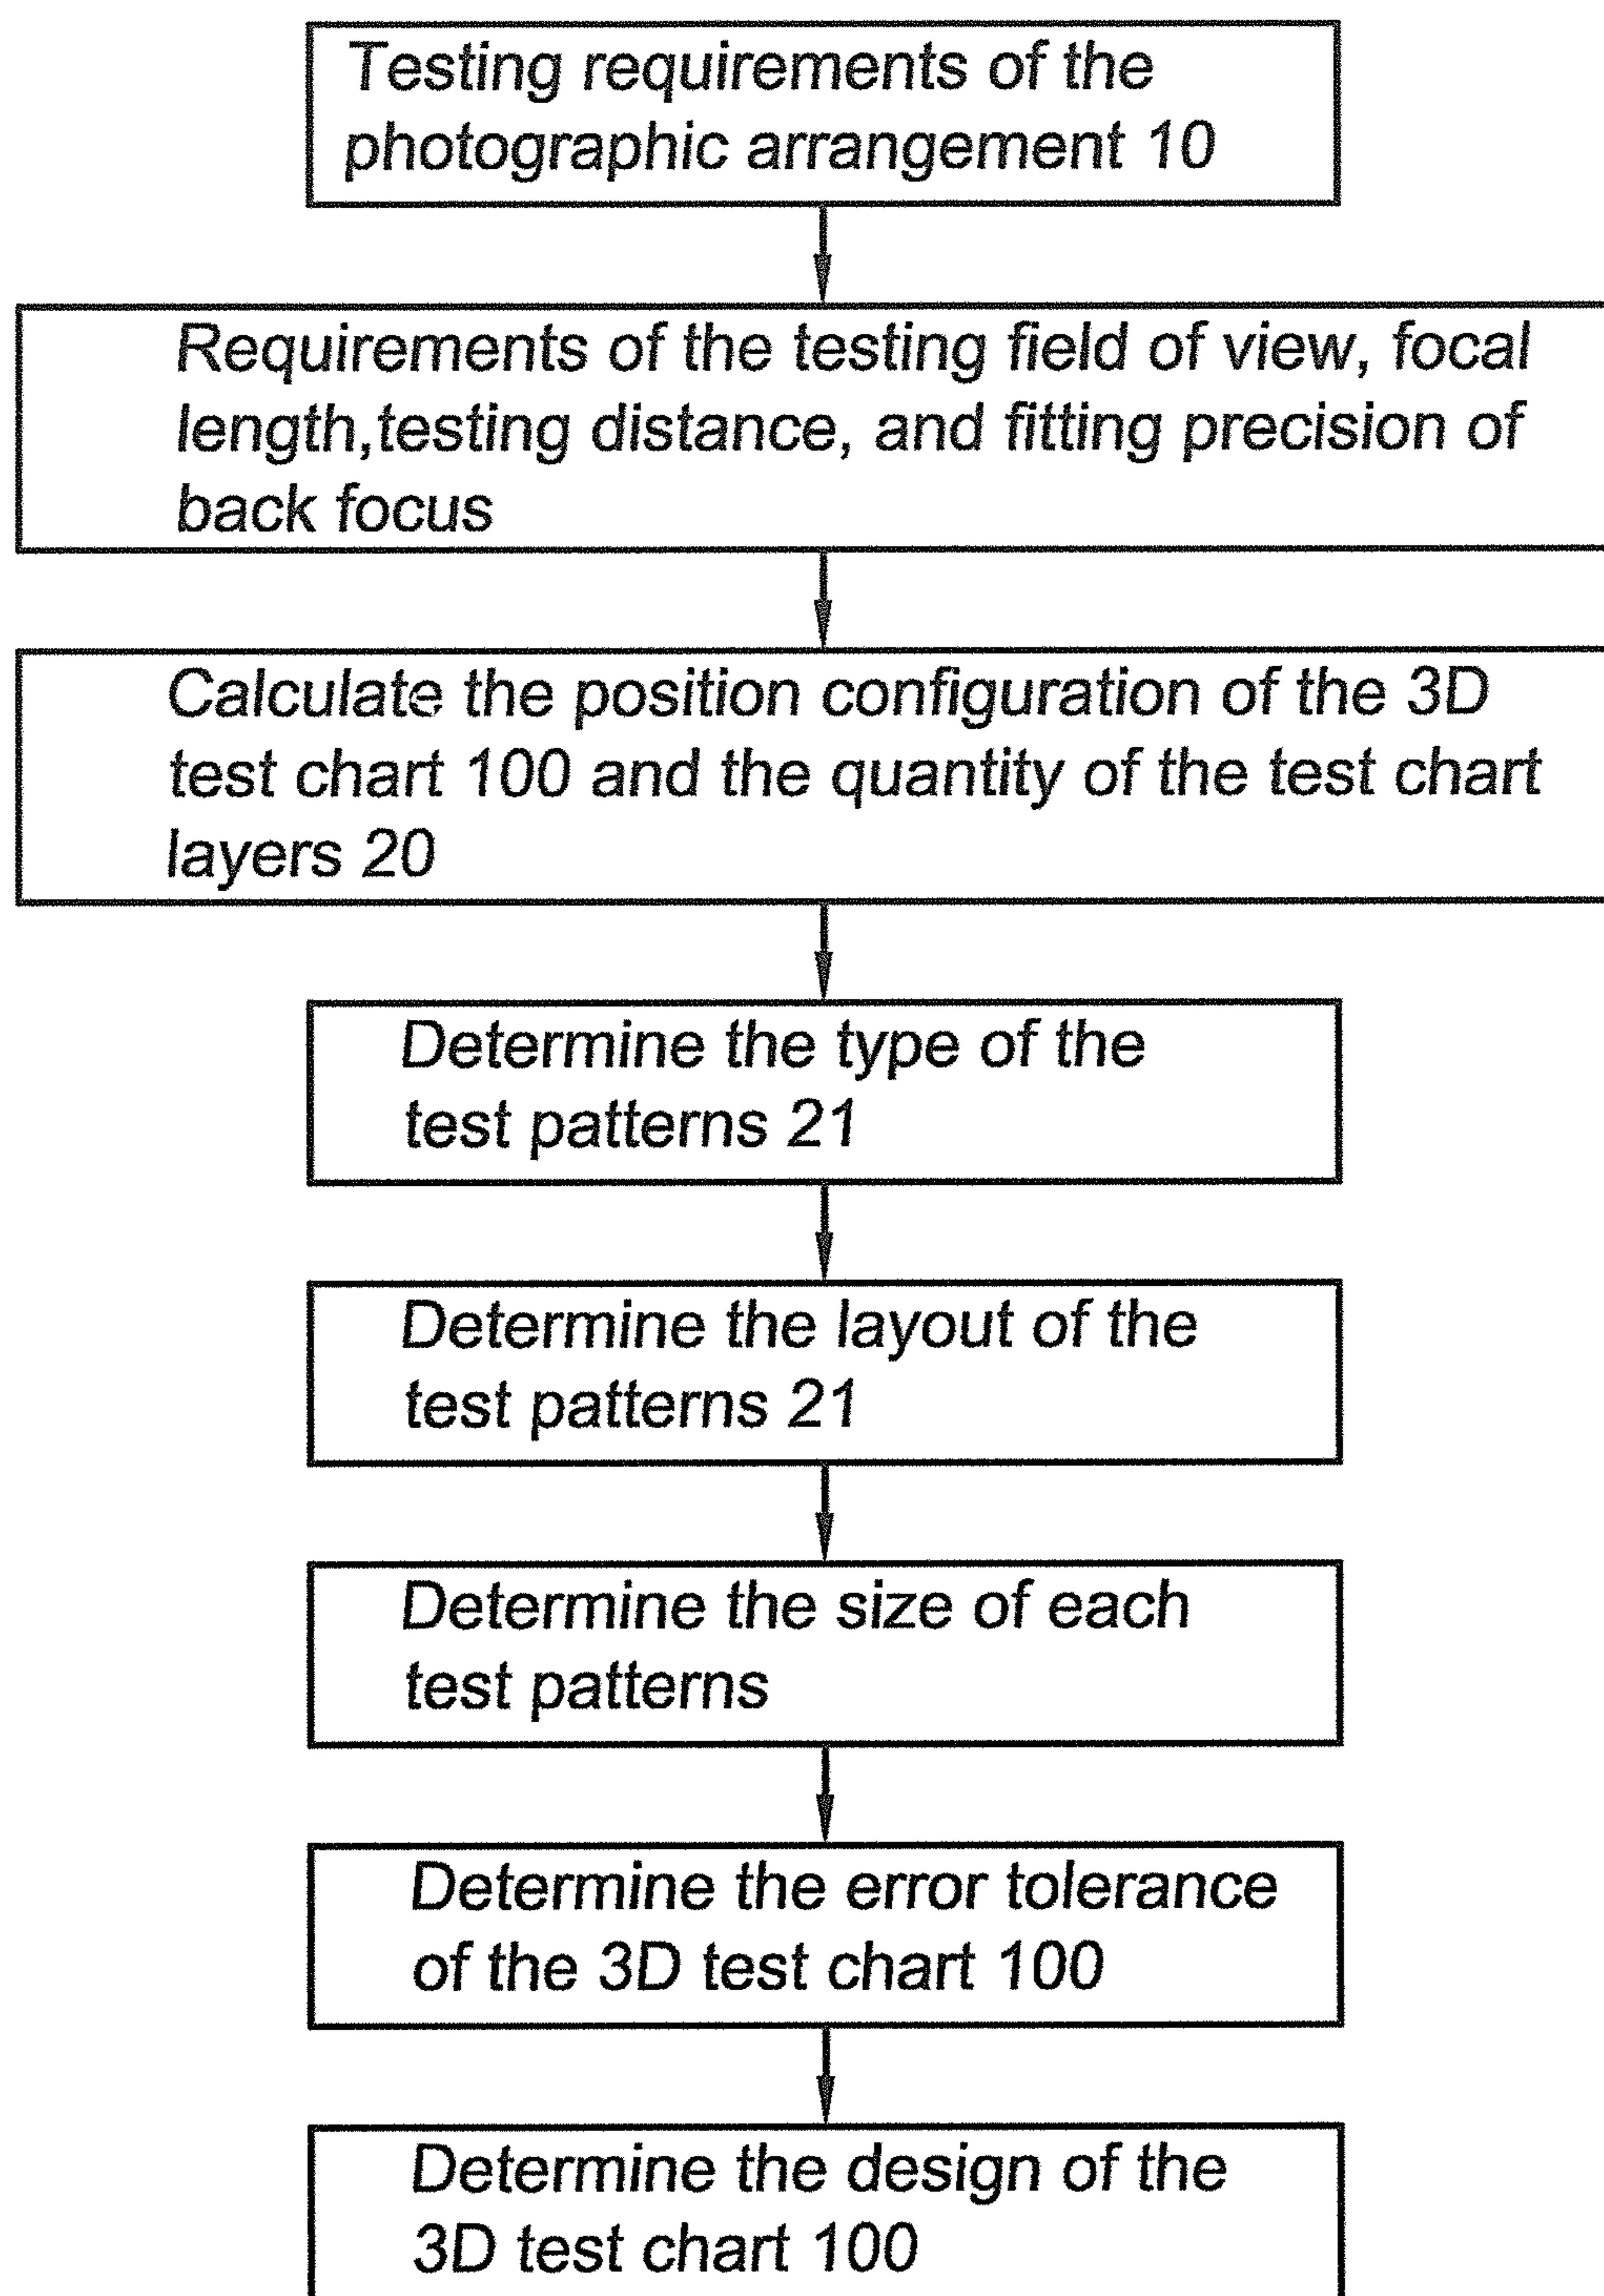 Testing requirements of the
photographic arrangement 10
Requirements of the testing field of view, focal
length,testing distance, and fitting precision of
back focus
Calculate the position configuration of the 3D
test chart 100 and the quantity of the test chart
layers 20
Determine the type of the
test patterns 21
Determine the layout of the
test patterns 21
Determine the size of each
test patterns
Determine the error tolerance
of the 3D test chart 100
Determine the design of the
3D test chart 100